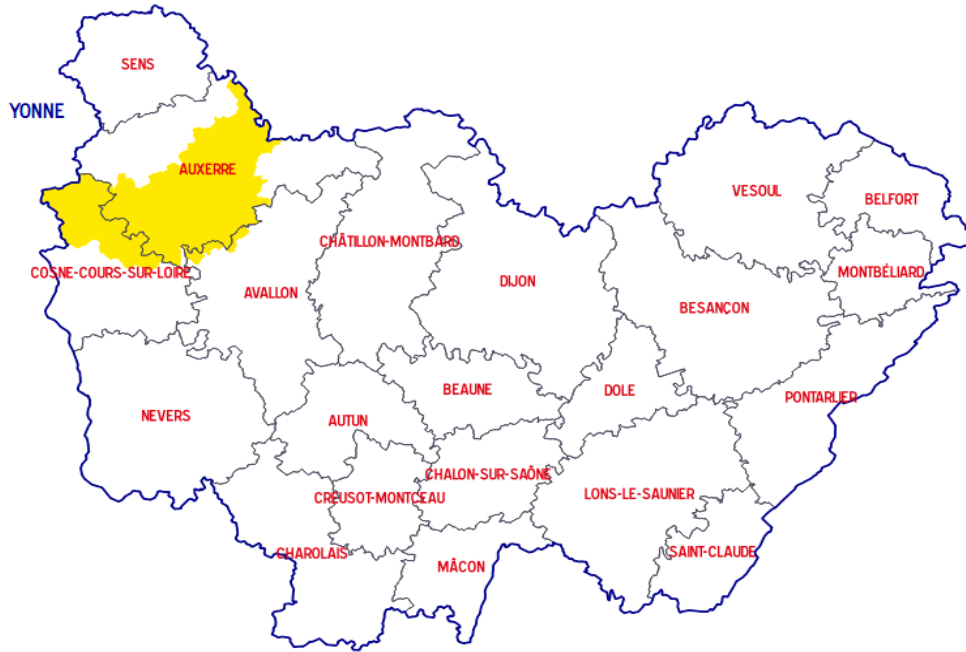 SENS
YONNE
AUXERRE
VESOUL
BELFORT
CHÂTILLON-MONTBARD
COSNE-COURS-SUR-LOIRE
MONTBÉLIARD
DIJON
AVALLON
BESANÇON
BEAUNE
DOLE
PONTARLIER
NEVERS
AUTUN
CHALON-SUR-SAÔNE
CREUSOT-MONTCEAU
LONS-LE-SAUNIER
CHAROLAIS
SAINT-CLAUDE
MÂCON